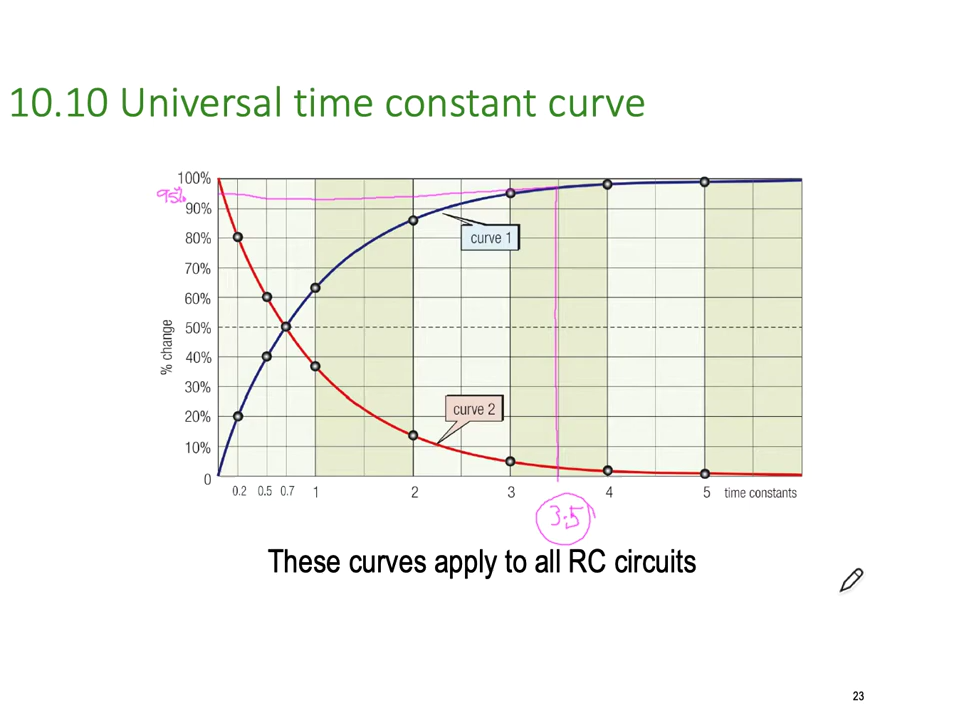 10.10 Universal time constant curve
100%
95%
90%
80%
70%
60%
50%
40%
30%
20%
10%
0
% change
curve 1
curve 2
0.2 0.5 0.7 1 2 3 4 5 time constants
3.5
These curves apply to all RC circuits
23